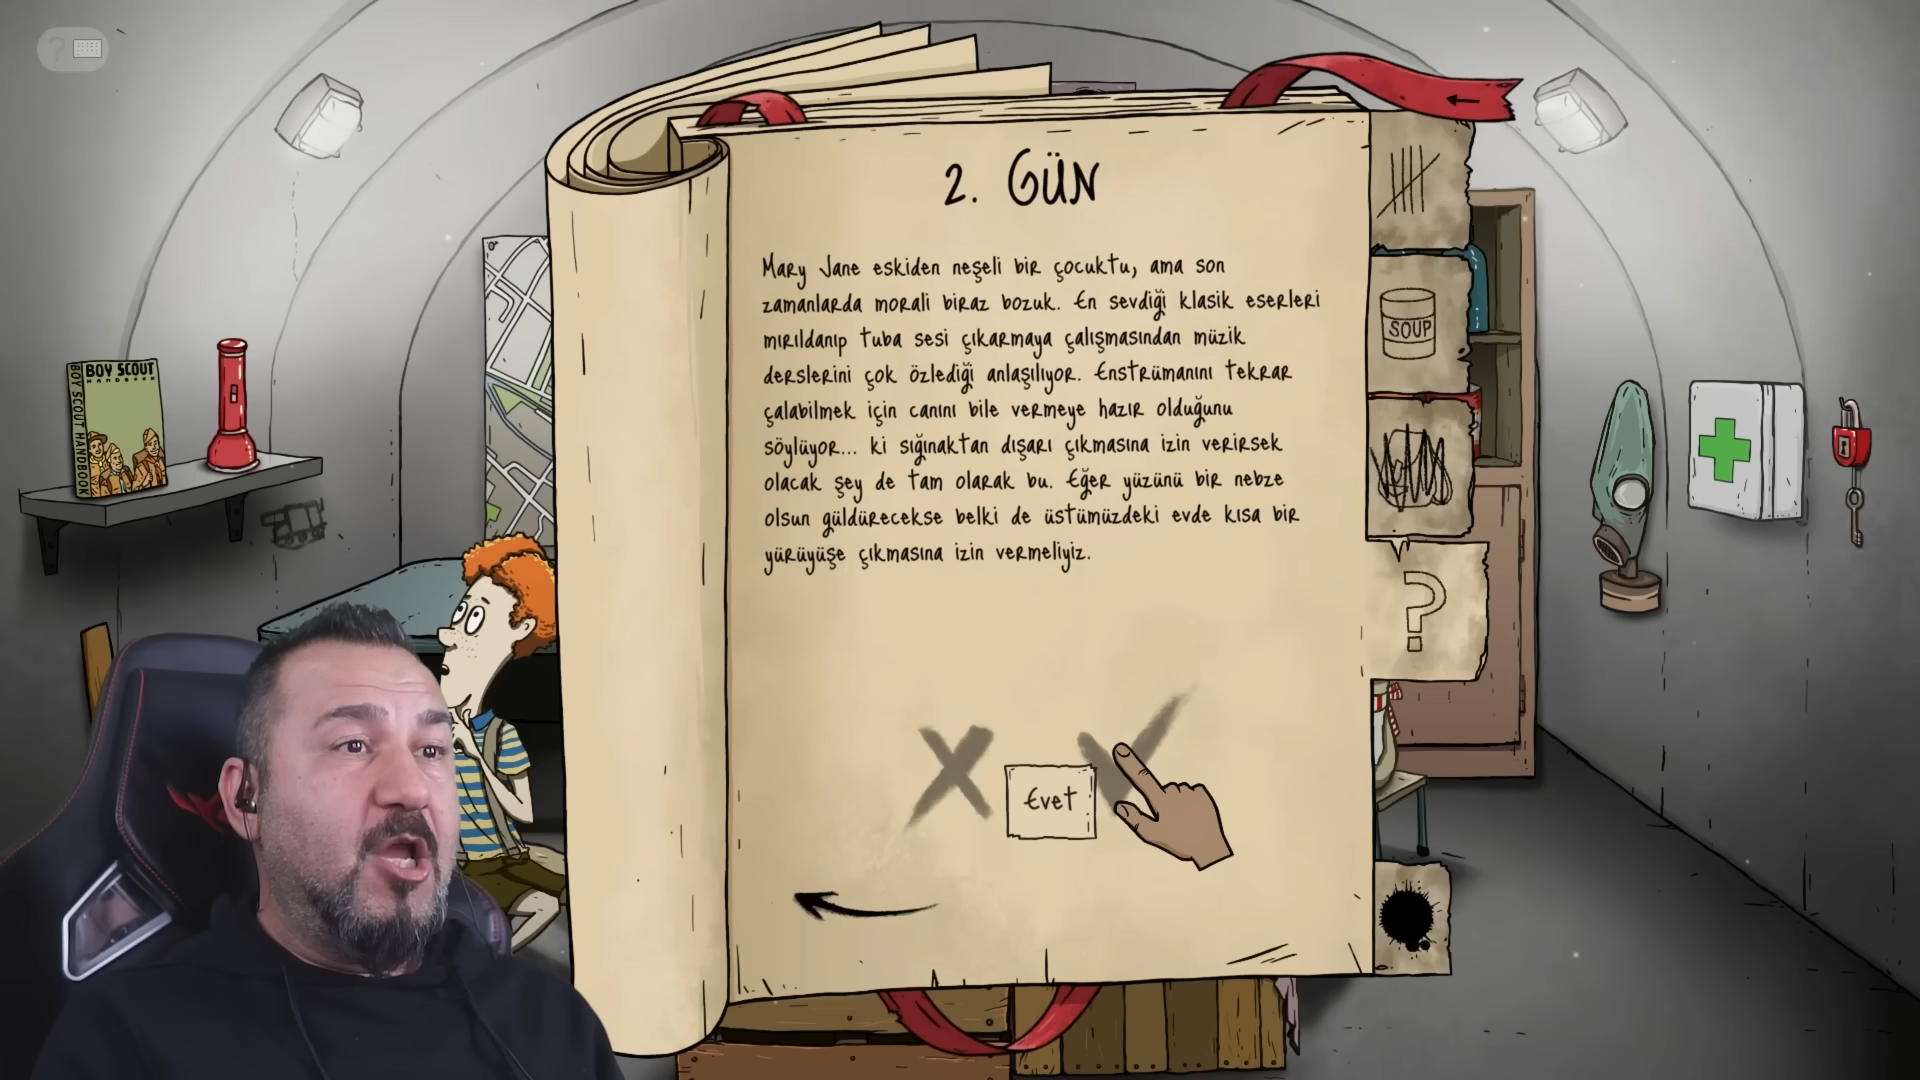 ?
BOY SCOUT
HANDBOOK
BOY SCOUT HANDBOOK
2. GÜN
Mary Jane eskiden neşeli bir çocuktu, ama son
zamanlarda morali biraz bozuk. En sevdiği klasik eserleri
mırıldanıp tuba sesi çıkarmaya çalışmasından müzik
derslerini çok özlediği anlaşılıyor. Enstrümanını tekrar
çalabilmek için canını bile vermeye hazır olduğunu
söylüyor... ki sığınaktan dışarı çıkmasına izin verirsek
olacak şey de tam olarak bu. Eğer yüzünü bir nebze
olsun güldürecekse belki de üstümüzdeki evde kısa bir
yürüyüşe çıkmasına izin vermeliyiz.
Evet
SOUP
?